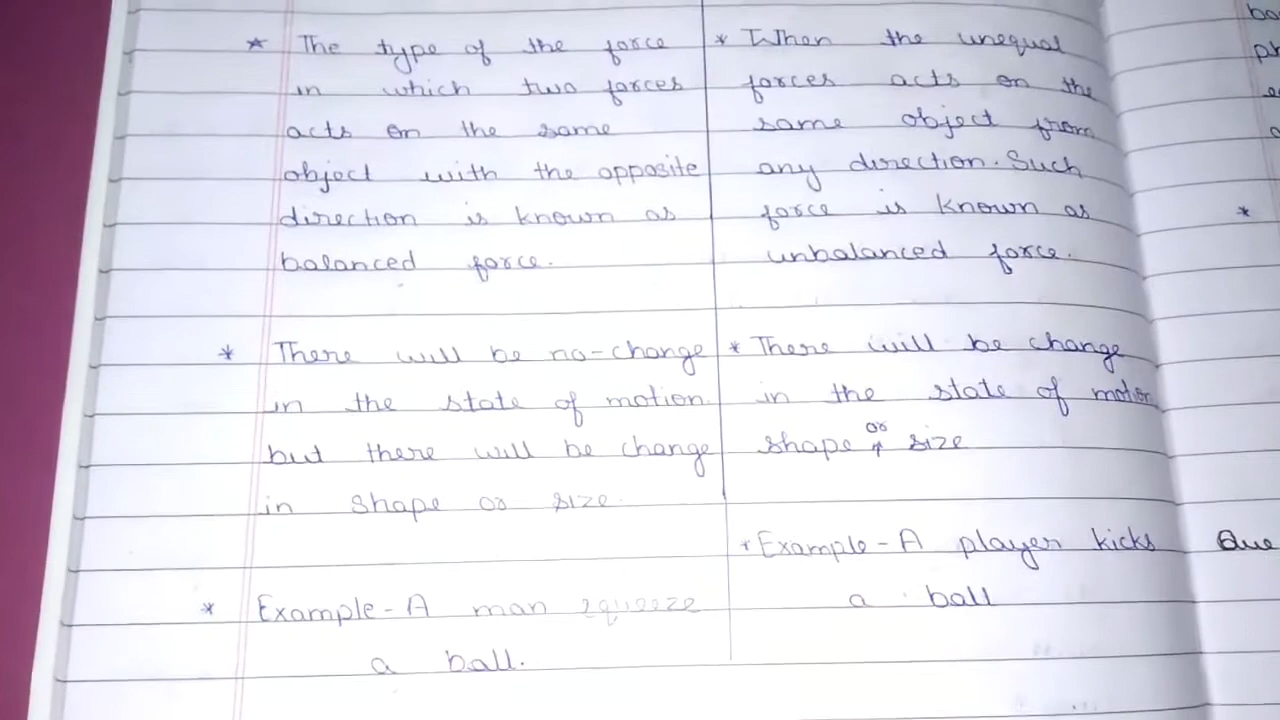 * The type of the force
in which two forces
acts on the same
object with the opposite
direction is known as
balanced force.
* There will be no-change
in the state of motion.
but there will be change
in shape or size.
* Example - A man squeeze
a ball.
* When the unequal
forces acts on the
same object from
any direction. Such
force is known as
unbalanced force.
* There will be change
in the state of motion
shape or size
* Example - A player kicks
a ball
*
Que